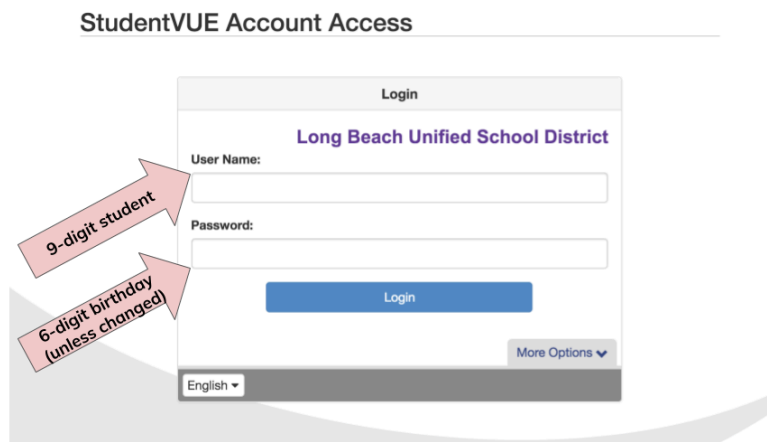 StudentVUE Account Access
Login
Long Beach Unified School District
User Name:
9-digit student
Password:
6-digit birthday
(unless changed)
Login
More Options
English